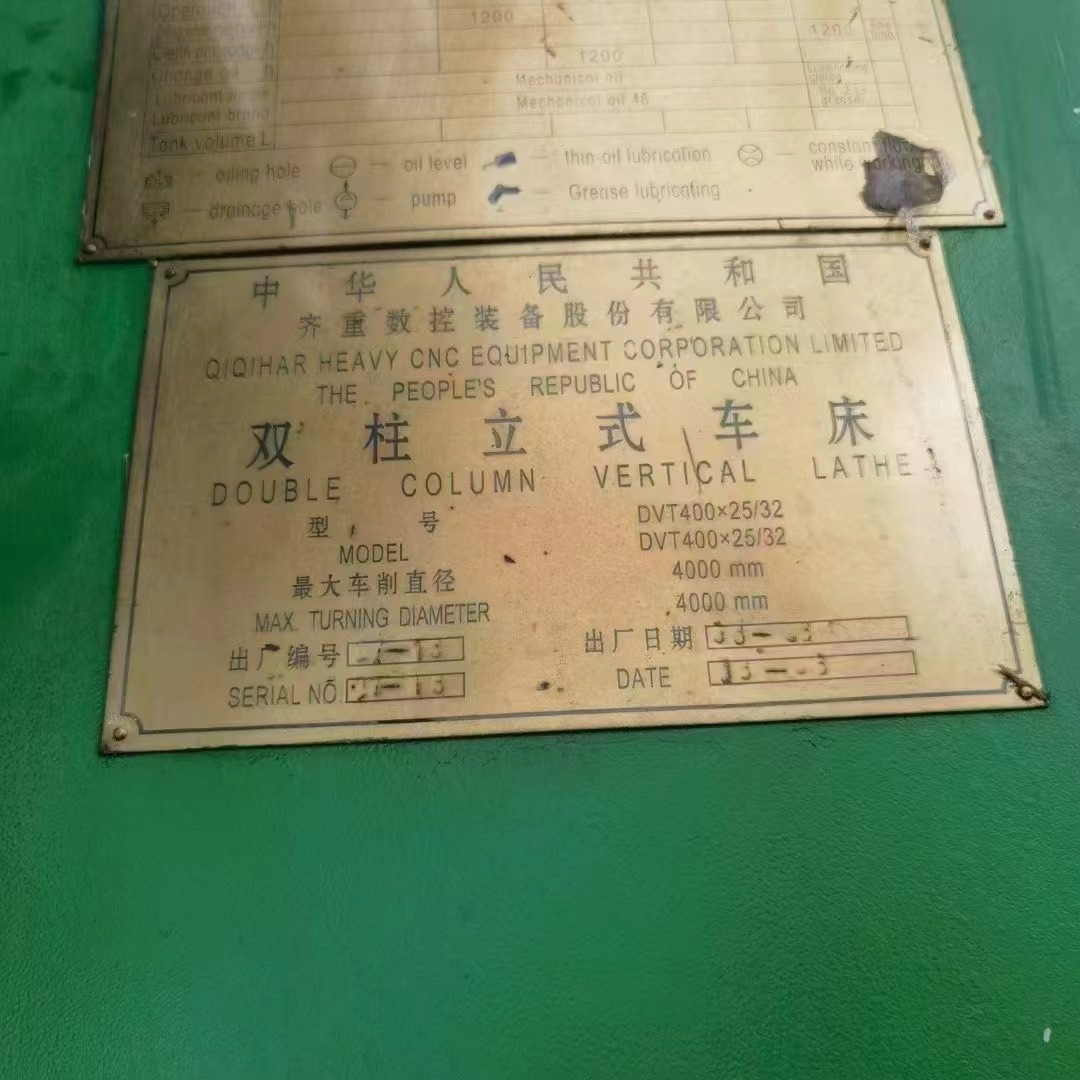 Operation
1200
1200
1200
Mechanical oil
Lubricating grease
Mechanical oil 46
Lubricant brand
Tank volume L
oiling hole — oil level — thin-oil lubrication — constant flow while working
— drainage hole — pump — Grease lubricating
中华人民共和国
齐重数控装备股份有限公司
QIQIHAR HEAVY CNC EQUIPMENT CORPORATION LIMITED
THE PEOPLE'S REPUBLIC OF CHINA
双柱立式车床
DOUBLE COLUMN VERTICAL LATHE
型号 DVT400×25/32
MODEL DVT400×25/32
最大车削直径 4000 mm
MAX. TURNING DIAMETER 4000 mm
出厂编号 出厂日期
SERIAL NO. DATE